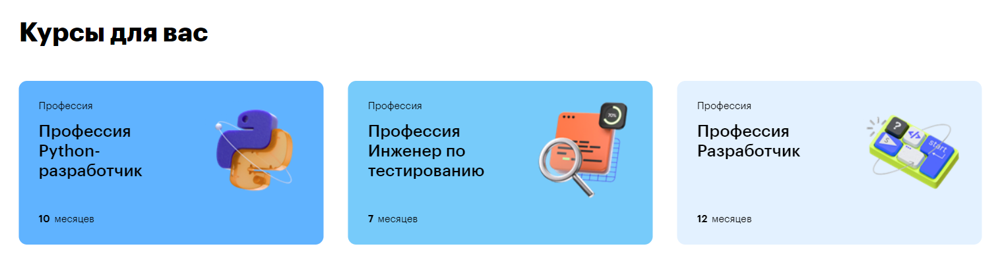 Курсы для вас
Профессия
Профессия
Python-
разработчик
10 месяцев
Профессия
Профессия
Инженер по
тестированию
70%
7 месяцев
Профессия
Профессия
Разработчик
?
</>
$
start
12 месяцев